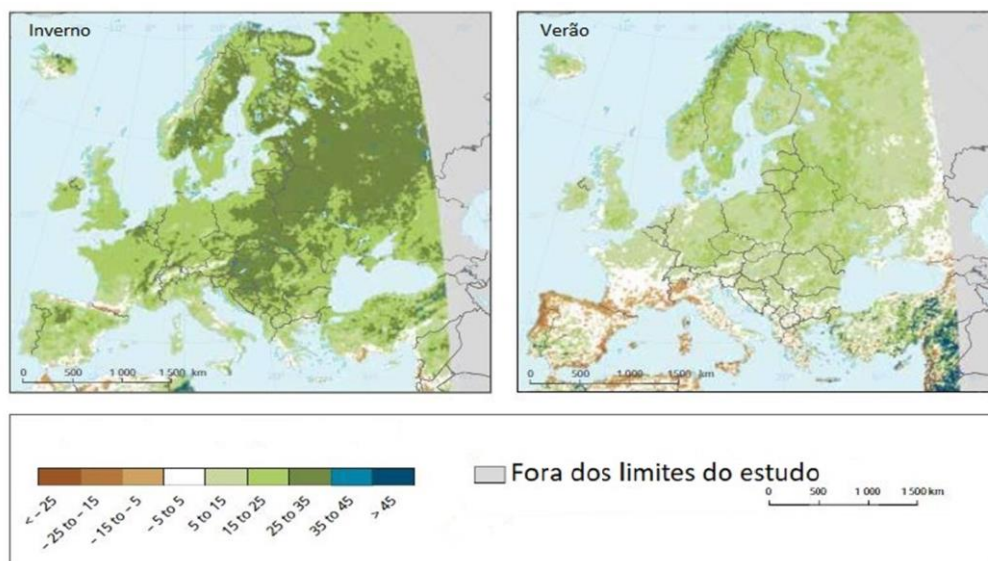 Inverno
0 500 1 000 1 500 km
Verão
0 500 1 000 1 500 km
< – 25
– 25 to – 15
– 15 to – 5
– 5 to 5
5 to 15
15 to 25
25 to 35
35 to 45
> 45
Fora dos limites do estudo
0 500 1 000 1 500 km